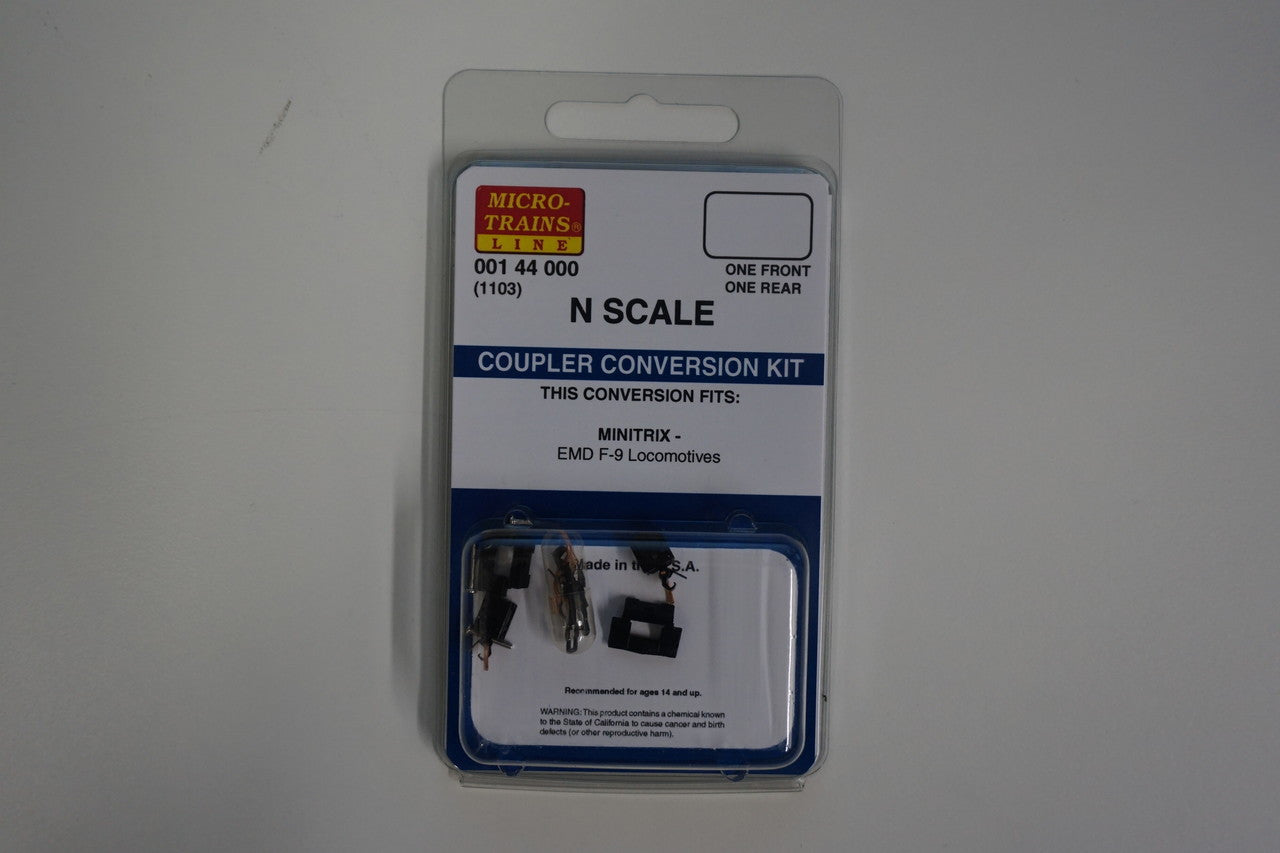 MICRO-
TRAINS®
LINE
001 44 000
(1103)
ONE FRONT
ONE REAR
N SCALE
COUPLER CONVERSION KIT
THIS CONVERSION FITS:
MINITRIX -
EMD F-9 Locomotives
Made in S.A.
Recommended for ages 14 and up.
WARNING: This product contains a chemical known
to the State of California to cause cancer and birth
defects (or other reproductive harm).